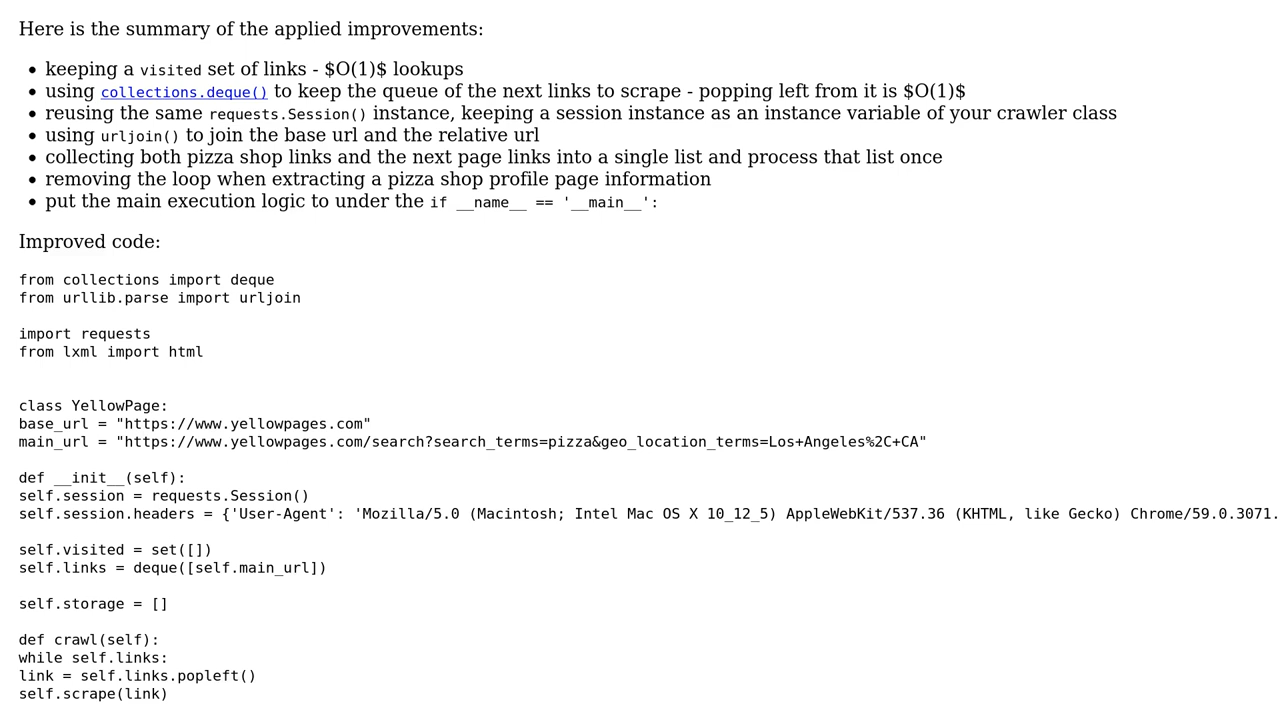 Here is the summary of the applied improvements:
keeping a visited set of links - $O(1)$ lookups
using collections.deque() to keep the queue of the next links to scrape - popping left from it is $O(1)$
reusing the same requests.Session() instance, keeping a session instance as an instance variable of your crawler class
using urljoin() to join the base url and the relative url
collecting both pizza shop links and the next page links into a single list and process that list once
removing the loop when extracting a pizza shop profile page information
put the main execution logic to under the if __name__ == '__main__':
Improved code:
from collections import deque
from urllib.parse import urljoin
import requests
from lxml import html
class YellowPage:
base_url = "https://www.yellowpages.com"
main_url = "https://www.yellowpages.com/search?search_terms=pizza&geo_location_terms=Los+Angeles%2C+CA"
def __init__(self):
self.session = requests.Session()
self.session.headers = {'User-Agent': 'Mozilla/5.0 (Macintosh; Intel Mac OS X 10_12_5) AppleWebKit/537.36 (KHTML, like Gecko) Chrome/59.0.3071.
self.visited = set([])
self.links = deque([self.main_url])
self.storage = []
def crawl(self):
while self.links:
link = self.links.popleft()
self.scrape(link)